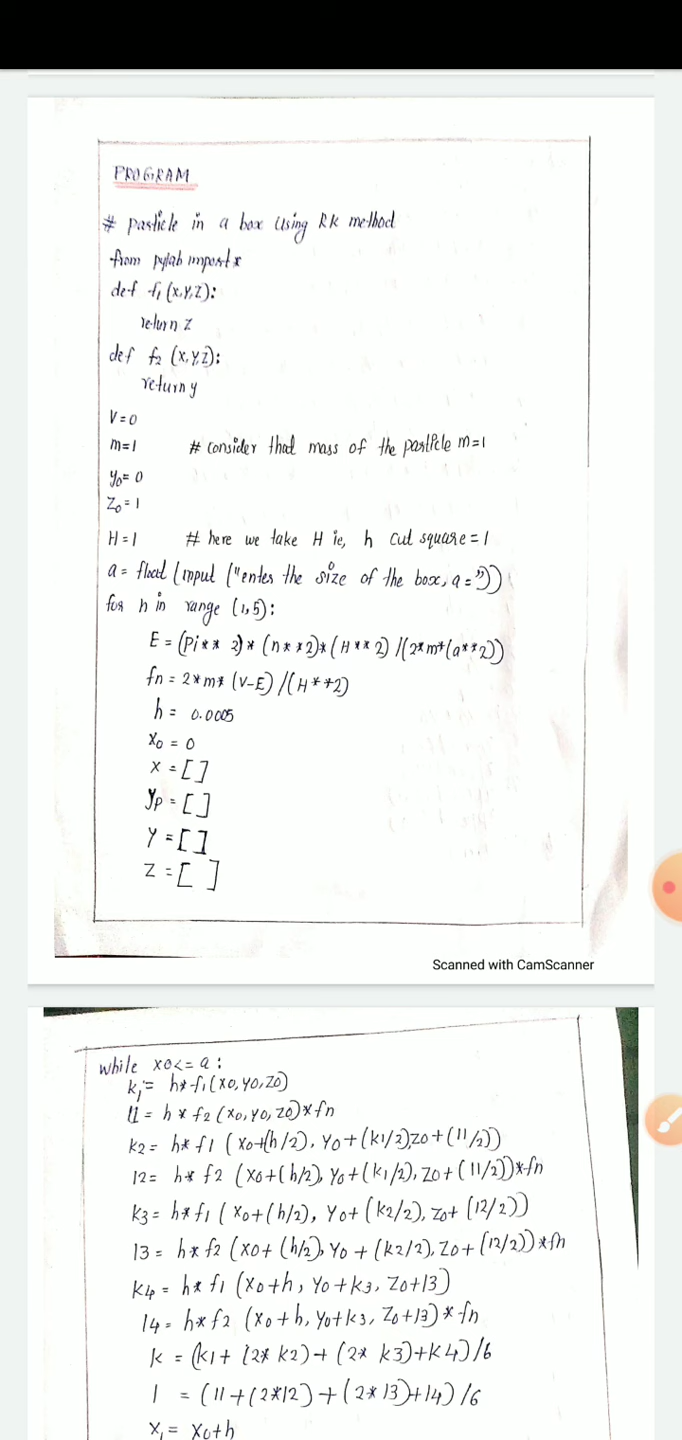 PROGRAM
# particle in a box using RK method
from pylab import *
def f1 (x,y,z):
return z
def f2 (x,y,z):
return y
V=0
m=1 # consider that mass of the particle m=1
y0= 0
Z0=1
H=1 # here we take H ie, h cut square=1
a= float (input ("enter the size of the box, a="))
for n in range (1,5):
E = (Pi** 2)* (n**2)*(H**2) /(2*m*(a**2))
fn = 2*m* (V-E) /(H**2)
h = 0.0005
x0 = 0
x =[]
yp =[]
y =[]
z =[ ]
Scanned with CamScanner
while x0<= a :
k1= h*f1(x0,y0,z0)
l1= h * f2 (x0,y0,z0)*fn
k2= h* f1 (x0+(h/2), y0+(k1/2),z0+(l1/2))
l2= h* f2 (x0+(h/2), y0+(k1/2), z0+(l1/2))*fn
k3= h*f1 (x0+(h/2), y0+ (k2/2), z0+ (l2/2))
l3= h*f2 (x0+ (h/2), y0 + (k2/2), z0+ (l2/2))*fn
k4= h* f1 (x0+h, y0+k3, z0+l3)
l4= h*f2 (x0+h, y0+k3, z0+l3)*fn
k = (k1+ (2* k2)+ (2* k3)+k4)/6
l = (l1+(2*l2)+(2*l3)+l4)/6
x1= x0+h